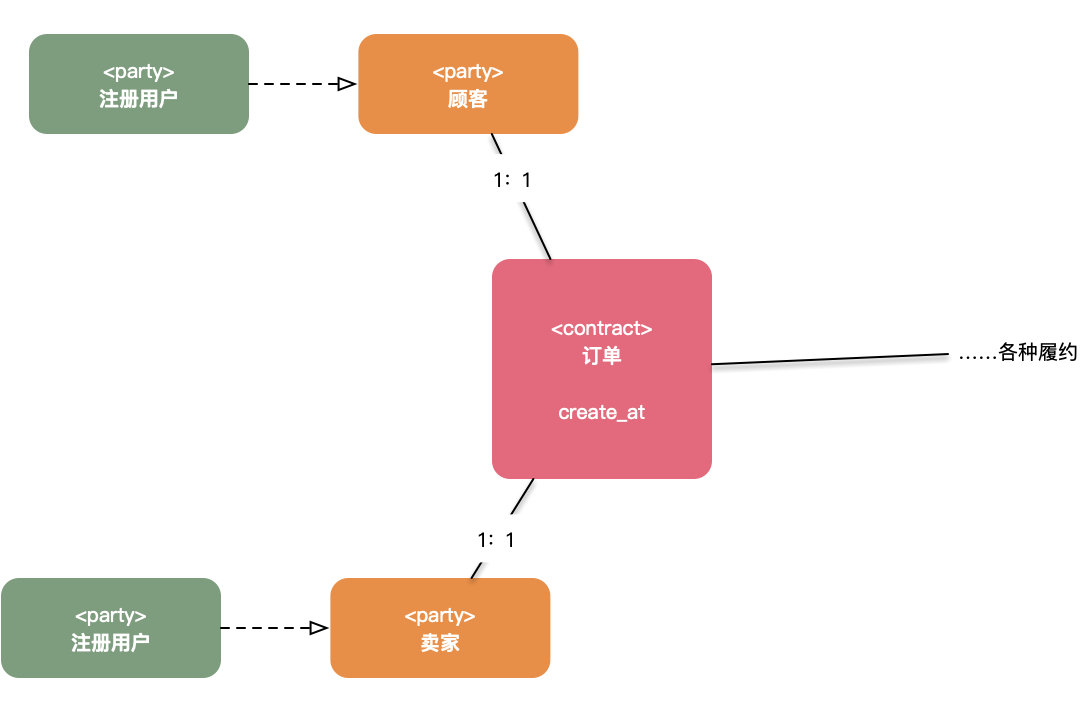 <party>
注册用户
<party>
顾客
1：1
<contract>
订单
create_at
……各种履约
1：1
<party>
注册用户
<party>
卖家